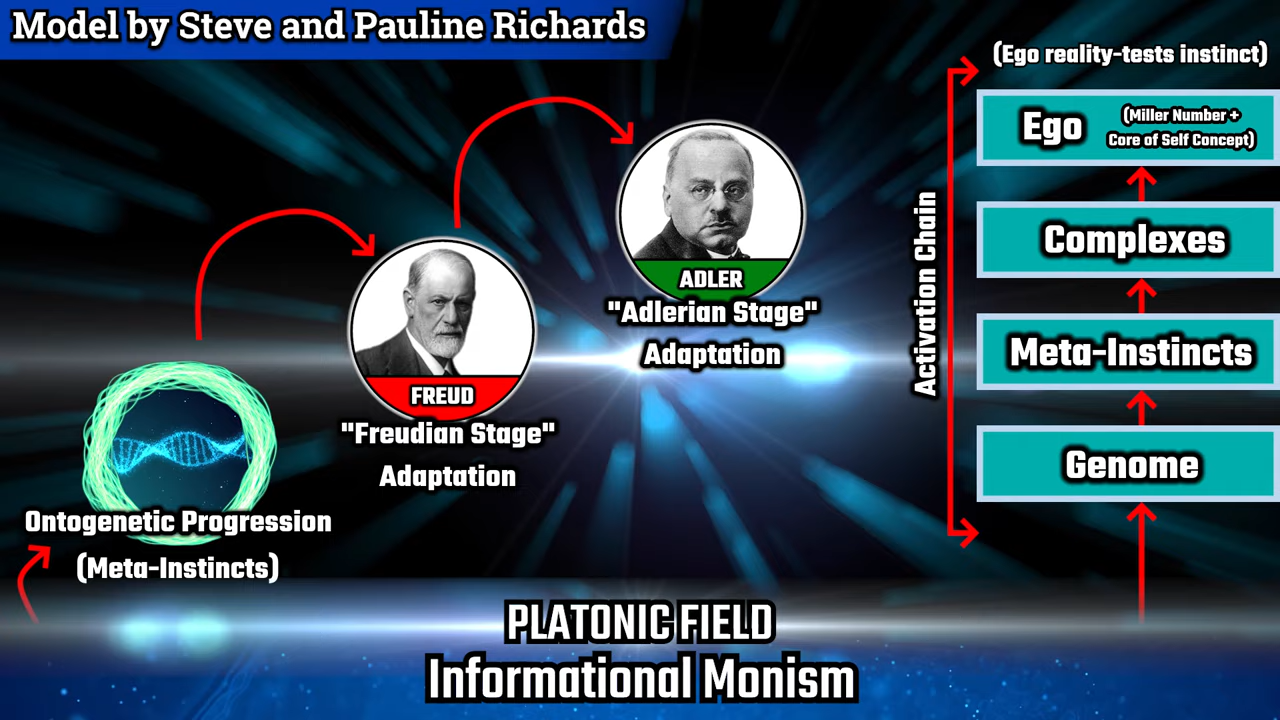 Model by Steve and Pauline Richards
(Ego reality-tests instinct)
Ego
(Miller Number +
Core of Self Concept)
Complexes
Meta-Instincts
Genome
Activation Chain
ADLER
"Adlerian Stage"
Adaptation
FREUD
"Freudian Stage"
Adaptation
Ontogenetic Progression
(Meta-Instincts)
PLATONIC FIELD
Informational Monism